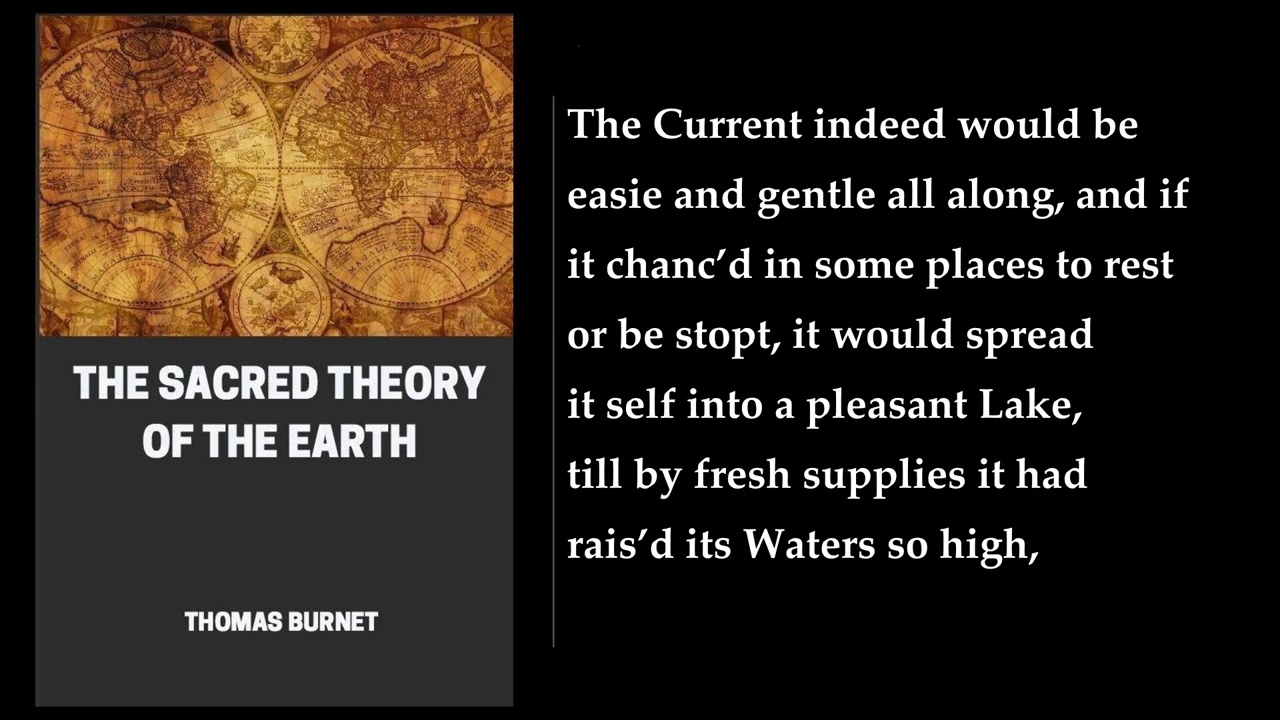 THE SACRED THEORY
OF THE EARTH
THOMAS BURNET
The Current indeed would be
easie and gentle all along, and if
it chanc’d in some places to rest
or be stopt, it would spread
it self into a pleasant Lake,
till by fresh supplies it had
rais’d its Waters so high,